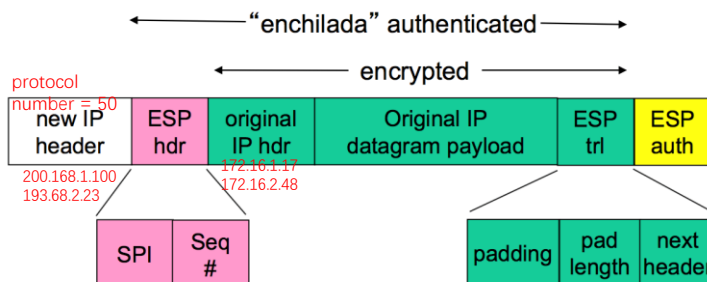 “enchilada” authenticated
encrypted
protocol
number = 50
new IP
header
ESP
hdr
original
IP hdr
Original IP
datagram payload
ESP
trl
ESP
auth
200.168.1.100
193.68.2.23
172.16.1.17
172.16.2.48
SPI
Seq
#
padding
pad
length
next
header